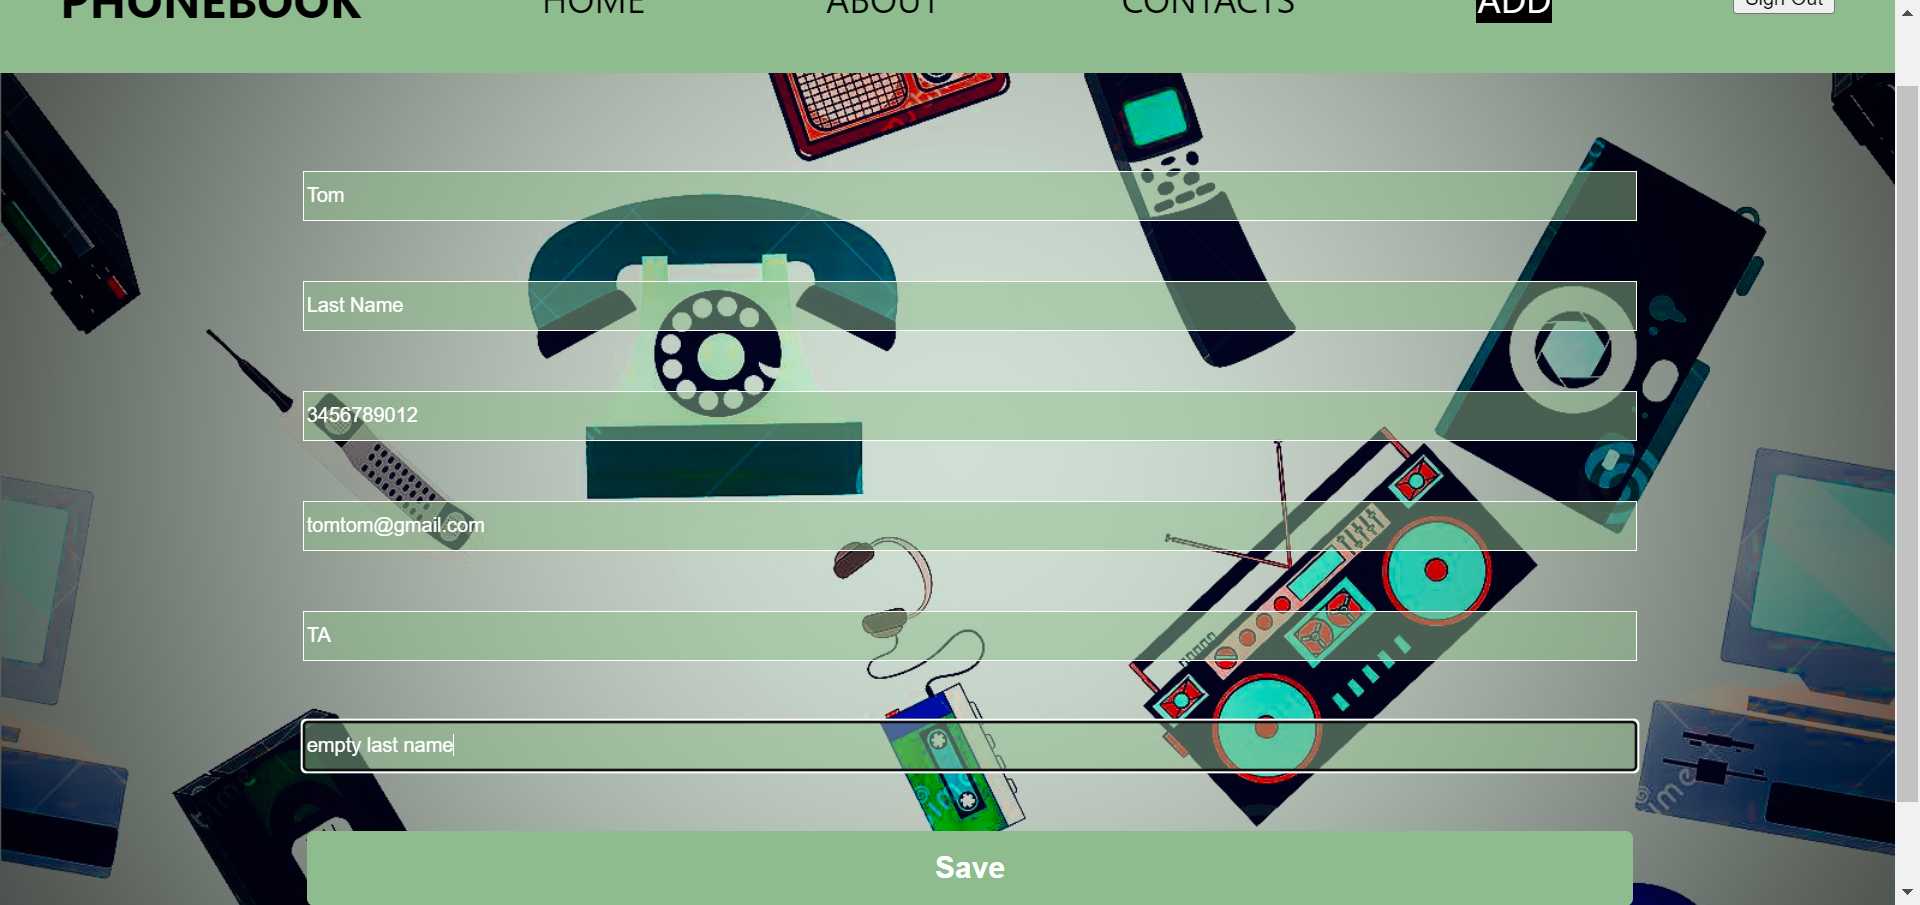 PHONEBOOK HOME ABOUT CONTACTS ADD Sign Out
Tom
Last Name
3456789012
tomtom@gmail.com
TA
empty last name
Save